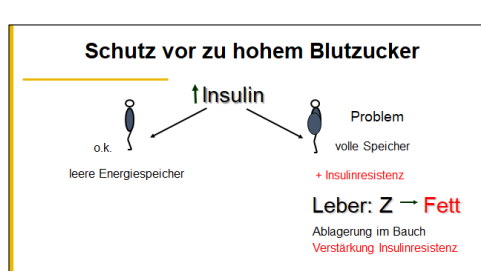 Schutz vor zu hohem Blutzucker
↑Insulin
Problem
o.k.
volle Speicher
leere Energiespeicher
+ Insulinresistenz
Leber: Z → Fett
Ablagerung im Bauch
Verstärkung Insulinresistenz